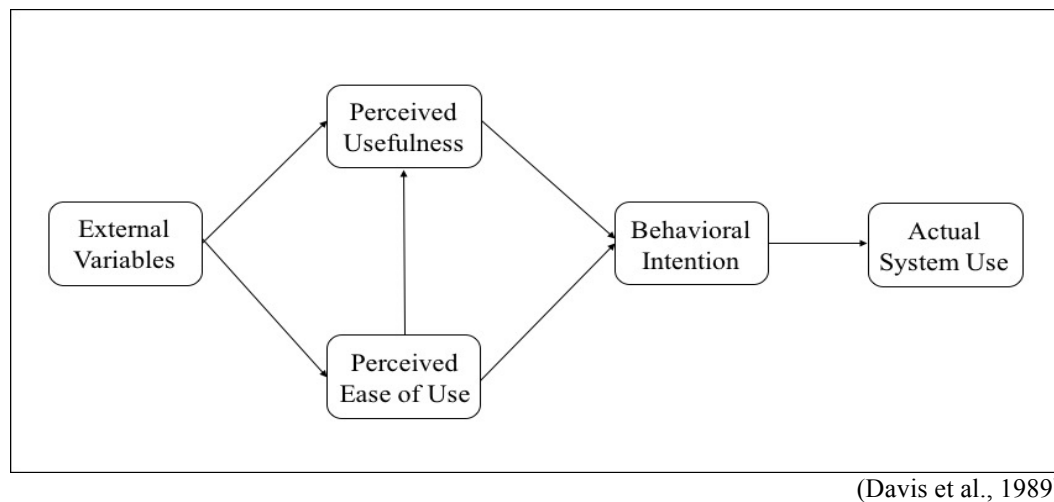 Perceived
Usefulness
External
Variables
Behavioral
Intention
Actual
System Use
Perceived
Ease of Use
(Davis et al., 1989